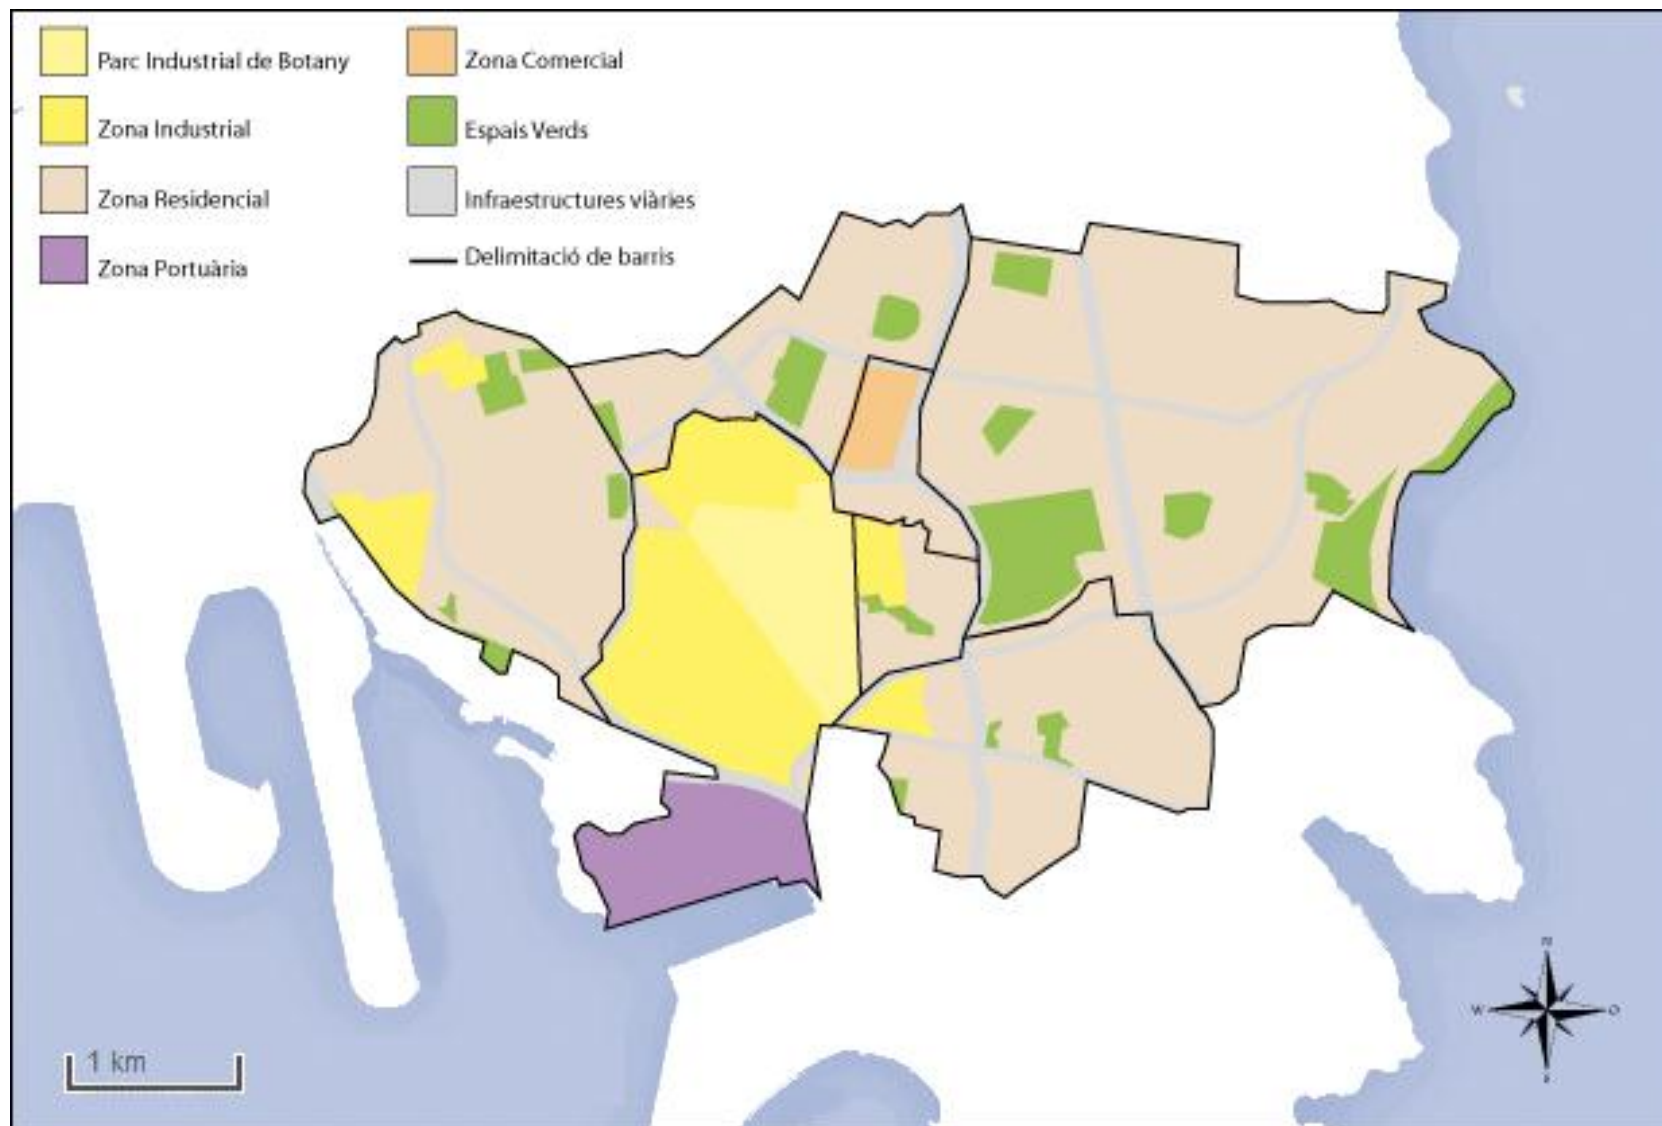 Parc Industrial de Botany
Zona Industrial
Zona Residencial
Zona Portuària
Zona Comercial
Espais Verds
Infraestructures viàries
Delimitació de barris
1 km
N
W
O